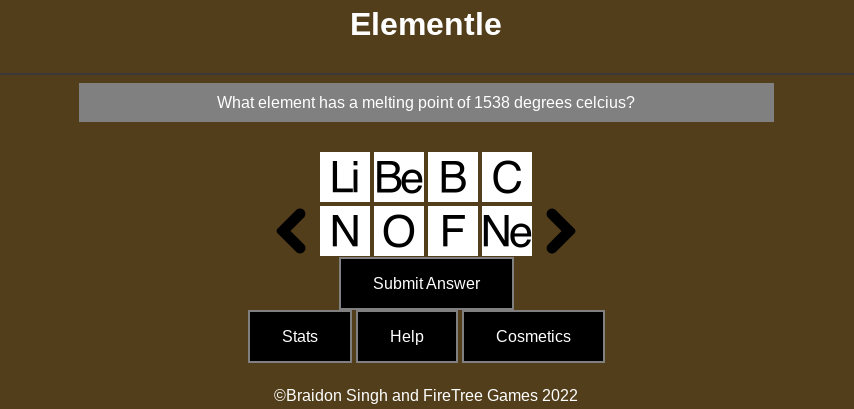 Elementle
What element has a melting point of 1538 degrees celcius?
Li Be B C
N O F Ne
Submit Answer
Stats Help Cosmetics
©Braidon Singh and FireTree Games 2022